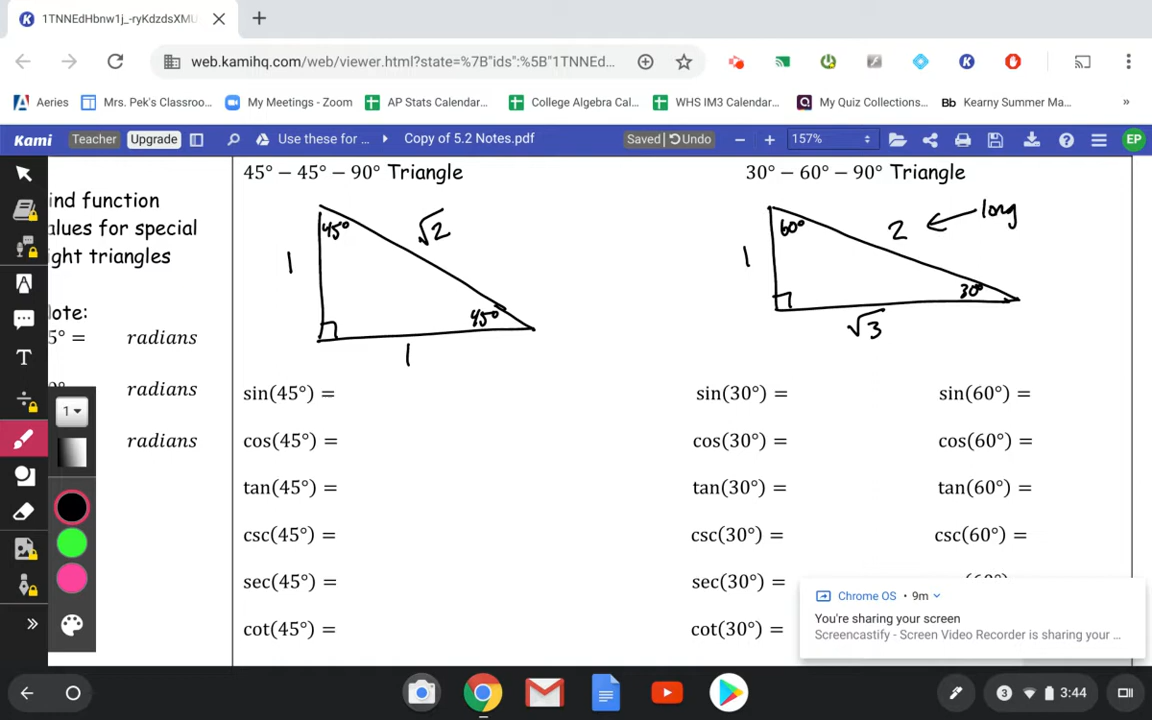 1TNNEdHbnw1j_-ryKdzdsXMU
web.kamihq.com/web/viewer.html?state=%7B"ids":%5B"1TNNEd...
Aeries Mrs. Pek's Classroo... My Meetings - Zoom AP Stats Calendar... College Algebra Cal... WHS IM3 Calendar... My Quiz Collections... Bb Kearny Summer Ma... »
Kami Teacher Upgrade Use these for ... Copy of 5.2 Notes.pdf Saved Undo 157% EP
45° − 45° − 90° Triangle
30° − 60° − 90° Triangle
ind function
alues for special
ight triangles
45° √2
1
45°
1
60° 2 ← long
1
30°
√3
ote:
5° = radians
radians
radians
1
sin(45°) = sin(30°) = sin(60°) =
cos(45°) = cos(30°) = cos(60°) =
tan(45°) = tan(30°) = tan(60°) =
csc(45°) = csc(30°) = csc(60°) =
sec(45°) = sec(30°) =
cot(45°) = cot(30°) =
Chrome OS • 9m
You're sharing your screen
Screencastify - Screen Video Recorder is sharing your ...
3 3:44